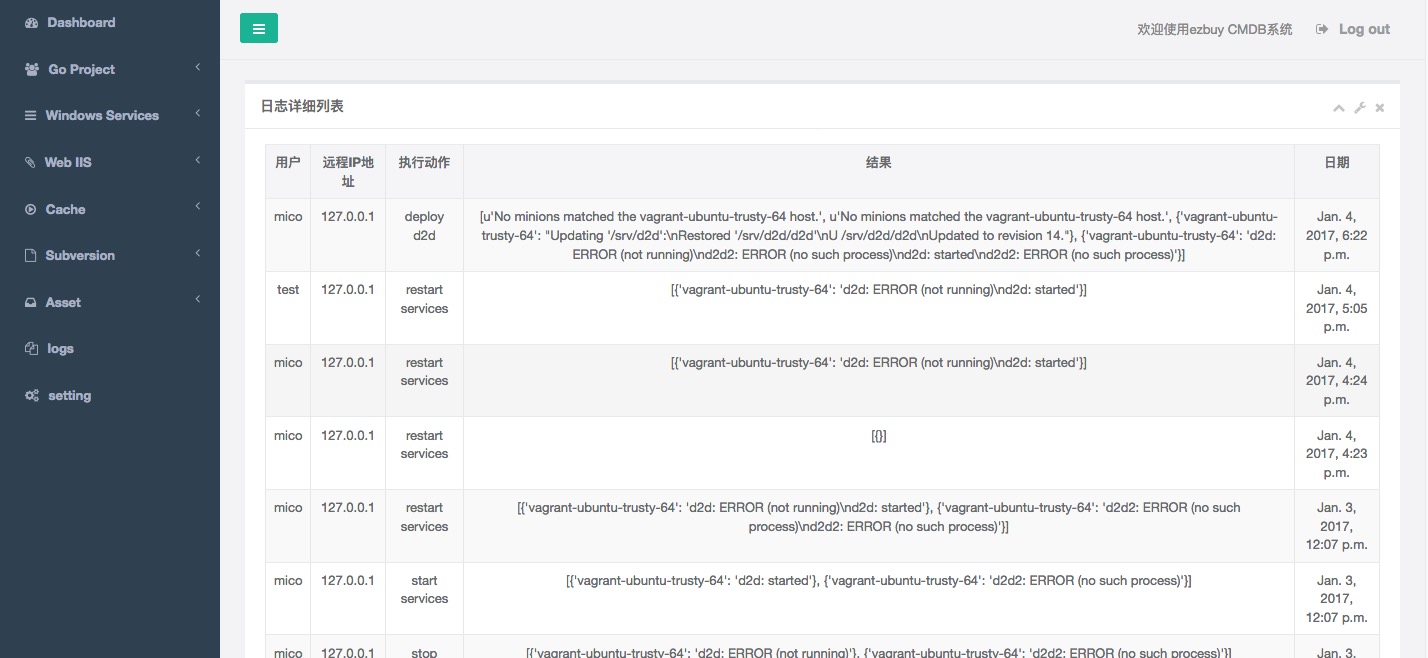 Dashboard
Go Project
Windows Services
Web IIS
Cache
Subversion
Asset
logs
setting
欢迎使用ezbuy CMDB系统
Log out
日志详细列表
用户
远程IP地
址
执行动作
结果
日期
mico
127.0.0.1
deploy
d2d
[u'No minions matched the vagrant-ubuntu-trusty-64 host.', u'No minions matched the vagrant-ubuntu-trusty-64 host.', {'vagrant-ubuntu-
trusty-64': "Updating '/srv/d2d':\nRestored '/srv/d2d/d2d'\nU /srv/d2d/d2d\nUpdated to revision 14."}, {'vagrant-ubuntu-trusty-64': 'd2d:
ERROR (not running)\nd2d2: ERROR (no such process)\nd2d: started\nd2d2: ERROR (no such process)'}]
Jan. 4,
2017, 6:22
p.m.
test
127.0.0.1
restart
services
[{'vagrant-ubuntu-trusty-64': 'd2d: ERROR (not running)\nd2d: started'}]
Jan. 4,
2017, 5:05
p.m.
mico
127.0.0.1
restart
services
[{'vagrant-ubuntu-trusty-64': 'd2d: ERROR (not running)\nd2d: started'}]
Jan. 4,
2017, 4:24
p.m.
mico
127.0.0.1
restart
services
[{}]
Jan. 4,
2017, 4:23
p.m.
mico
127.0.0.1
restart
services
[{'vagrant-ubuntu-trusty-64': 'd2d: ERROR (not running)\nd2d: started'}, {'vagrant-ubuntu-trusty-64': 'd2d2: ERROR (no such
process)\nd2d2: ERROR (no such process)'}]
Jan. 3,
2017,
12:07 p.m.
mico
127.0.0.1
start
services
[{'vagrant-ubuntu-trusty-64': 'd2d: started'}, {'vagrant-ubuntu-trusty-64': 'd2d2: ERROR (no such process)'}]
Jan. 3,
2017,
12:07 p.m.
mico
127.0.0.1
stop
[{'vagrant-ubuntu-trusty-64': 'd2d: ERROR (not running)'}, {'vagrant-ubuntu-trusty-64': 'd2d2: ERROR (no such process)'}]
Jan. 3,